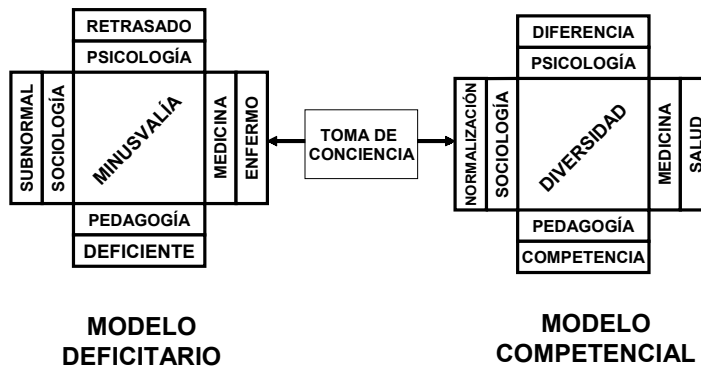 RETRASADO
PSICOLOGÍA
SUBNORMAL
SOCIOLOGÍA
MINUSVALÍA
MEDICINA
ENFERMO
PEDAGOGÍA
DEFICIENTE
TOMA DE
CONCIENCIA
DIFERENCIA
PSICOLOGÍA
NORMALIZACIÓN
SOCIOLOGÍA
DIVERSIDAD
MEDICINA
SALUD
PEDAGOGÍA
COMPETENCIA
MODELO
DEFICITARIO
MODELO
COMPETENCIAL